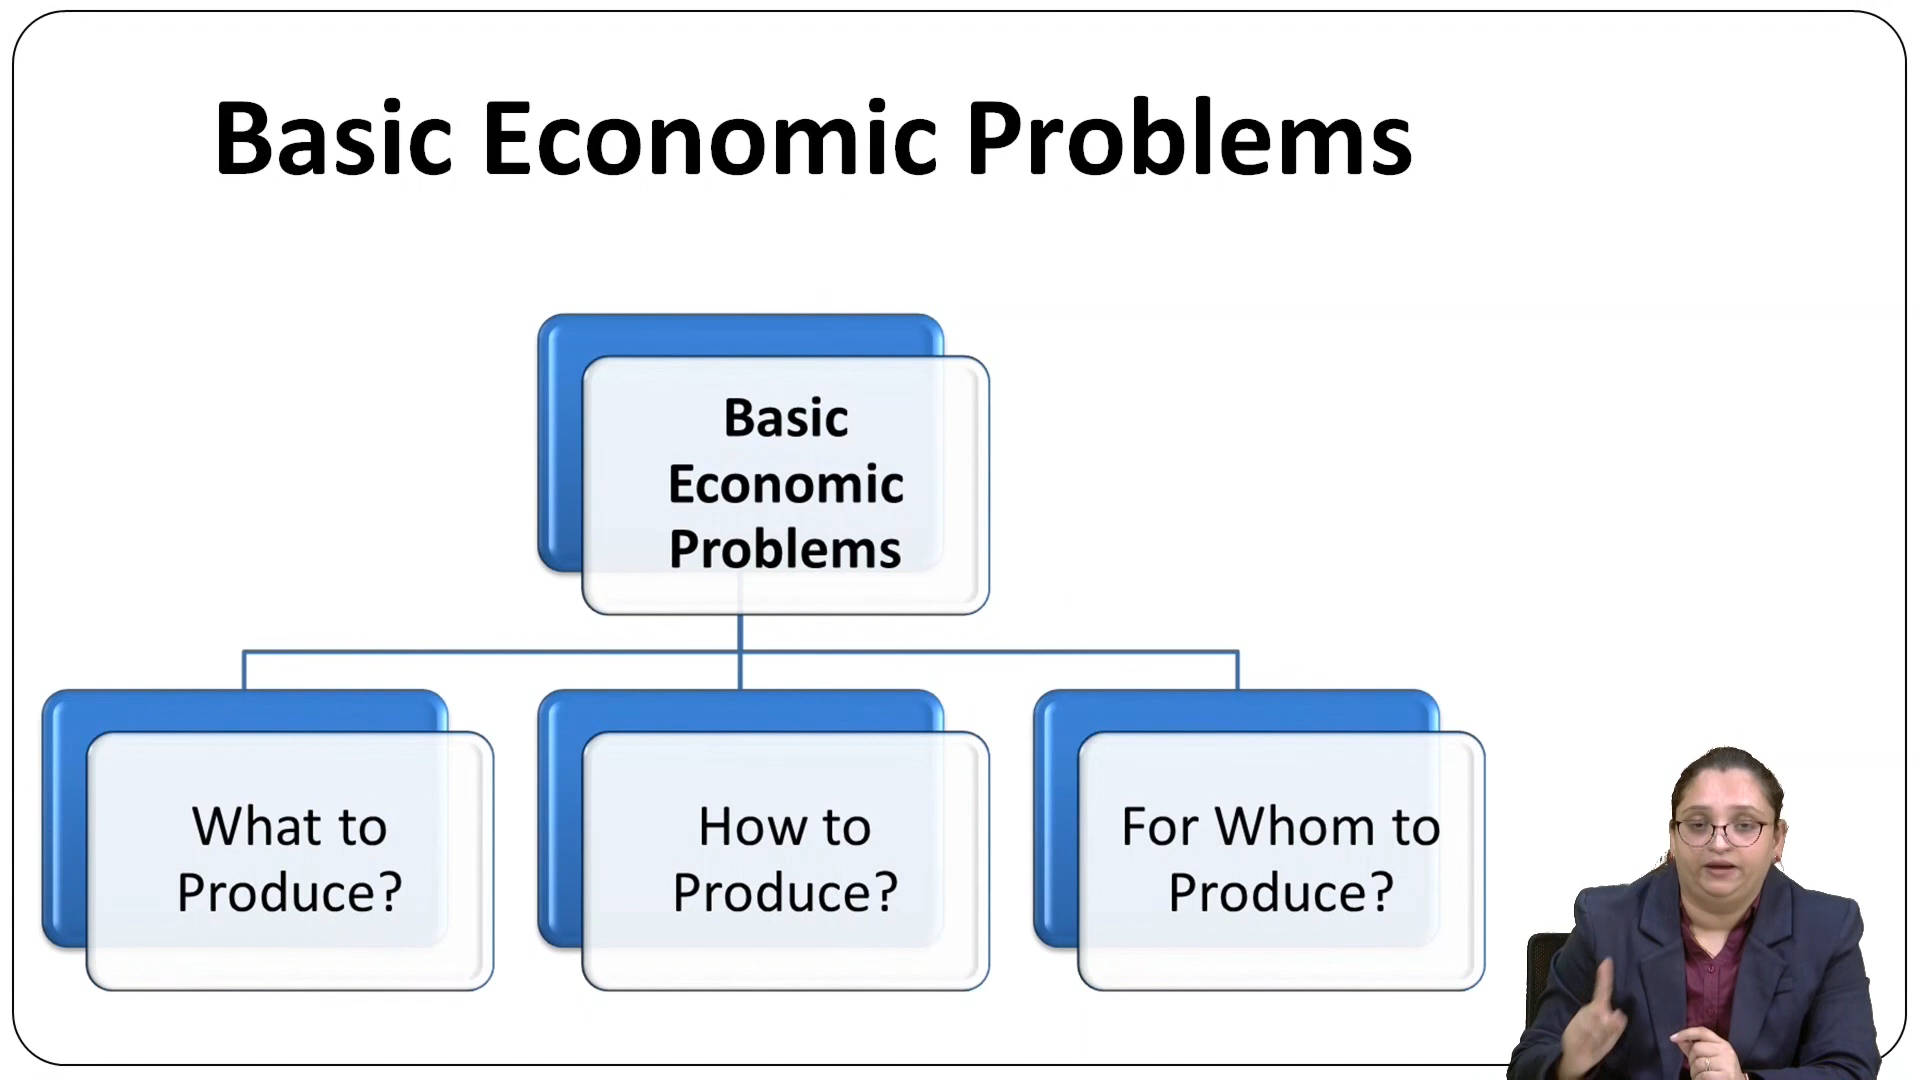 Basic Economic Problems
Basic
Economic
Problems
What to
Produce?
How to
Produce?
For Whom to
Produce?